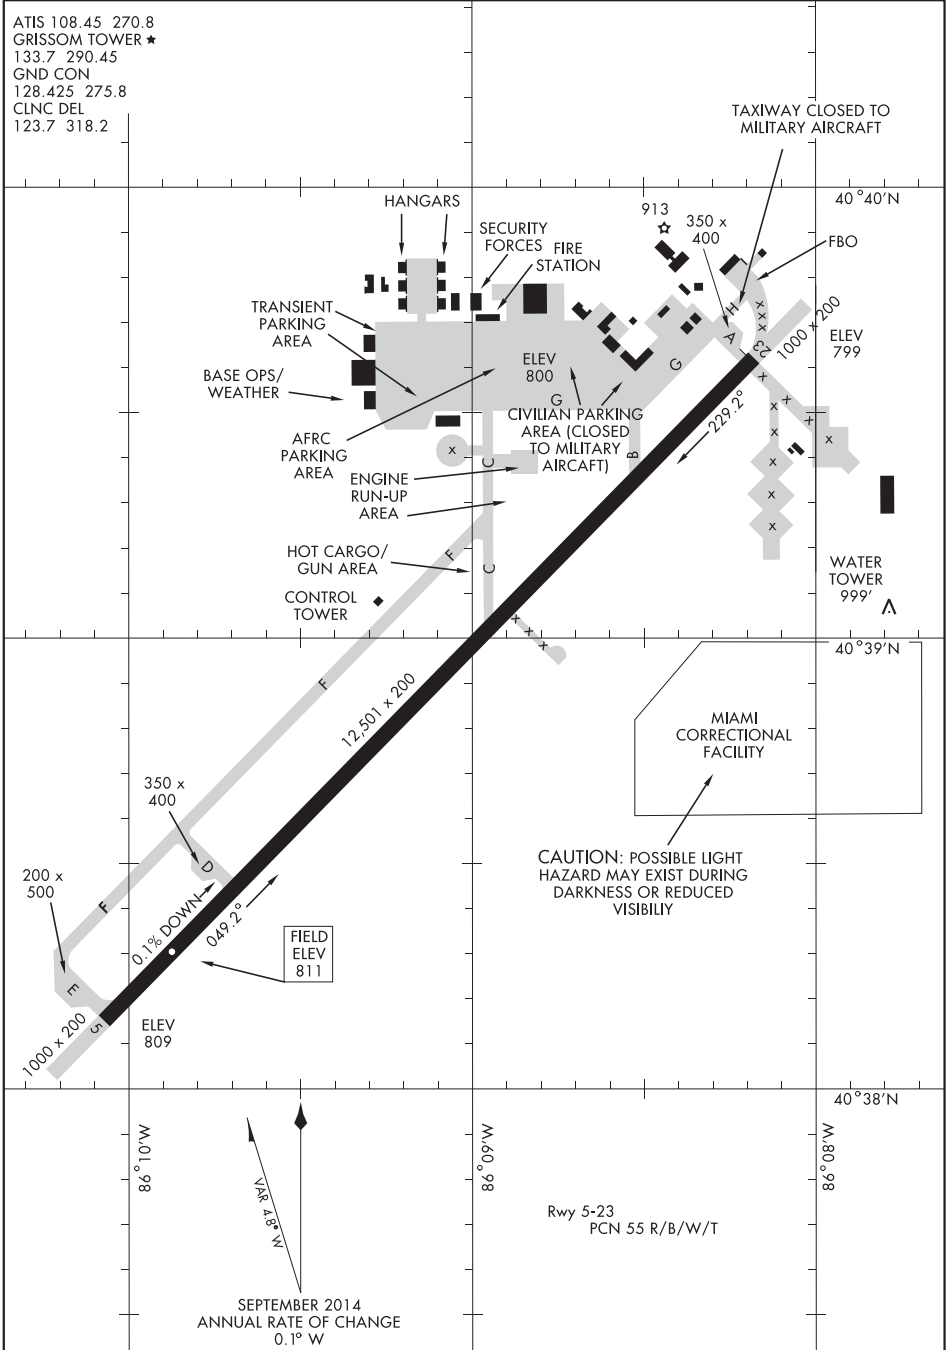 ATIS 108.45 270.8
GRISSOM TOWER ★
133.7 290.45
GND CON
128.425 275.8
CLNC DEL
123.7 318.2
TAXIWAY CLOSED TO
MILITARY AIRCRAFT
40°40'N
HANGARS
913
350 x
400
SECURITY
FORCES
FIRE
STATION
FBO
TRANSIENT
PARKING
AREA
H
x
x
x
1000 x 200
A
23
ELEV
799
ELEV
800
G
BASE OPS/
WEATHER
x
G
x
x
x
229.2°
CIVILIAN PARKING
AREA (CLOSED
TO MILITARY
AIRCAFT)
AFRC
PARKING
AREA
x
x
x
B
C
x
ENGINE
RUN-UP
AREA
x
x
F
HOT CARGO/
GUN AREA
C
WATER
TOWER
999'
CONTROL
TOWER
x
x
x
40°39'N
F
12,501 x 200
MIAMI
CORRECTIONAL
FACILITY
350 x
400
D
CAUTION: POSSIBLE LIGHT
HAZARD MAY EXIST DURING
DARKNESS OR REDUCED
VISIBILIY
200 x
500
F
0.1% DOWN
049.2°
FIELD
ELEV
811
E
5
1000 x 200
ELEV
809
40°38'N
86°10'W
86°09'W
86°08'W
VAR 4.8° W
Rwy 5-23
PCN 55 R/B/W/T
SEPTEMBER 2014
ANNUAL RATE OF CHANGE
0.1° W